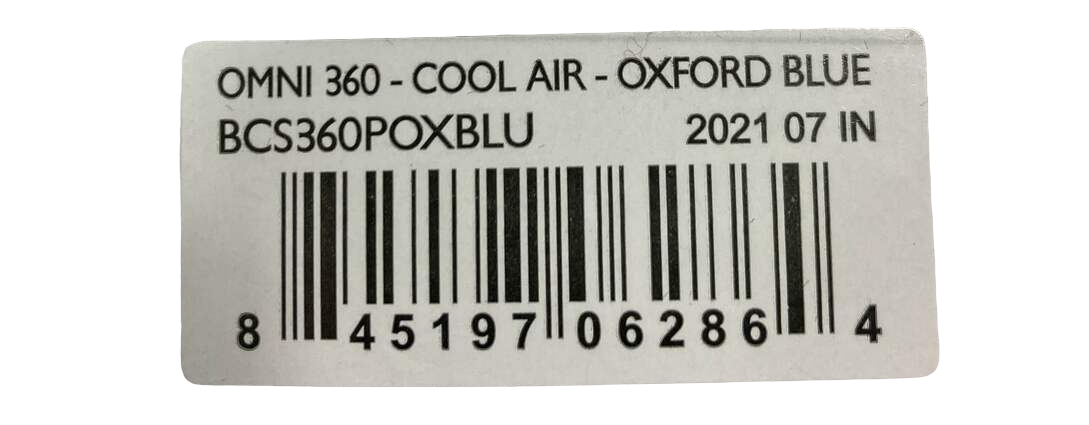 OMNI 360 - COOL AIR - OXFORD BLUE
BCS360POXBLU 2021 07 IN
8 45197 06286 4